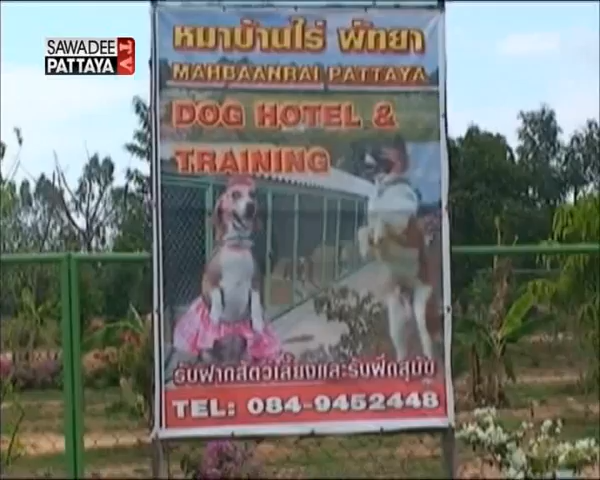 SAWADEE TV
PATTAYA
หมาบ้านไร่ พัทยา
MAHBAANRAI PATTAYA
DOG HOTEL &
TRAINING
รับฝากสัตว์เลี้ยงและรับฝึกสุนัข
TEL: 084-9452448